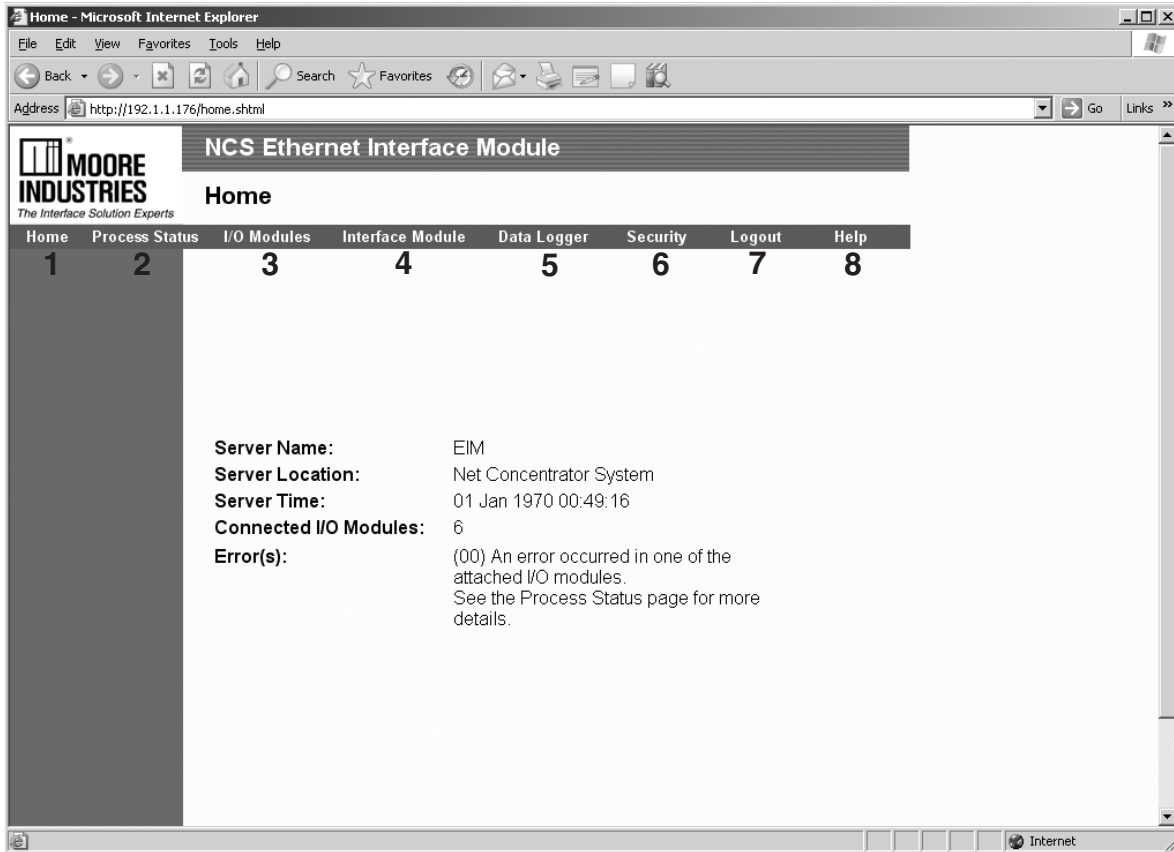 Home - Microsoft Internet Explorer
File Edit View Favorites Tools Help
Back Search Favorites
Address http://192.1.1.176/home.shtml Go Links »
MOORE
INDUSTRIES
The Interface Solution Experts
NCS Ethernet Interface Module
Home
Home Process Status I/O Modules Interface Module Data Logger Security Logout Help
1 2 3 4 5 6 7 8
Server Name: EIM
Server Location: Net Concentrator System
Server Time: 01 Jan 1970 00:49:16
Connected I/O Modules: 6
Error(s): (00) An error occurred in one of the
attached I/O modules.
See the Process Status page for more
details.
Internet